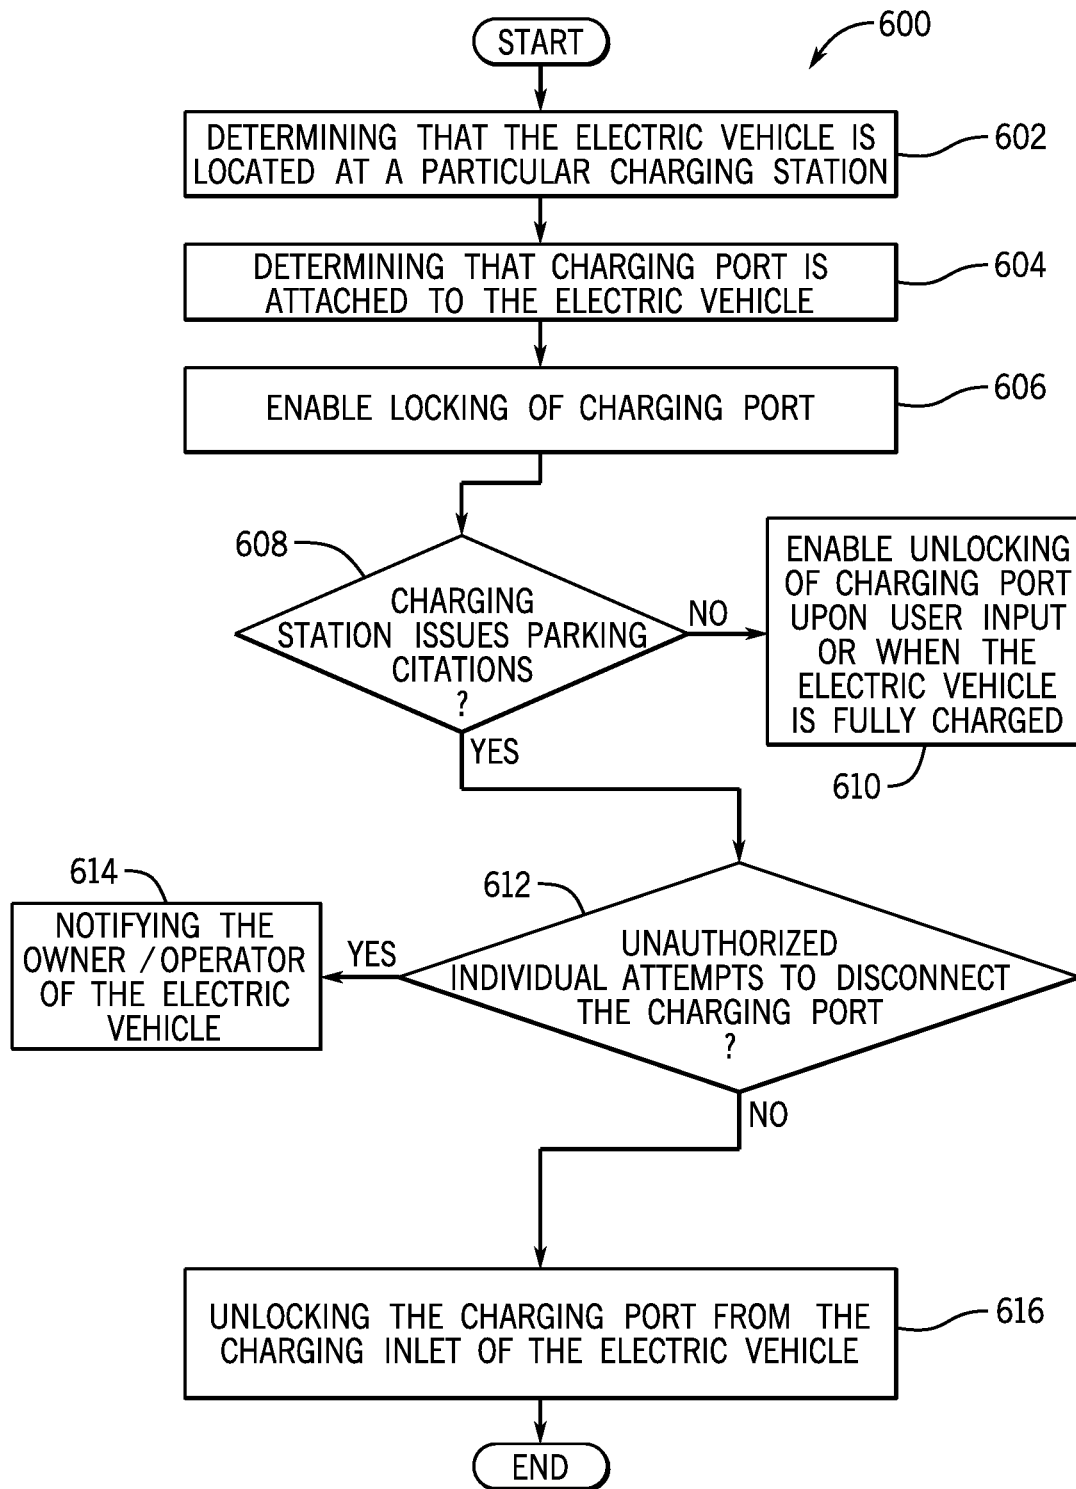 START
600
DETERMINING THAT THE ELECTRIC VEHICLE IS
LOCATED AT A PARTICULAR CHARGING STATION
602
DETERMINING THAT CHARGING PORT IS
ATTACHED TO THE ELECTRIC VEHICLE
604
ENABLE LOCKING OF CHARGING PORT
606
608
CHARGING
STATION ISSUES PARKING
CITATIONS
?
NO
ENABLE UNLOCKING
OF CHARGING PORT
UPON USER INPUT
OR WHEN THE
ELECTRIC VEHICLE
IS FULLY CHARGED
610
YES
612
UNAUTHORIZED
INDIVIDUAL ATTEMPTS TO DISCONNECT
THE CHARGING PORT
?
YES
614
NOTIFYING THE
OWNER / OPERATOR
OF THE ELECTRIC
VEHICLE
NO
UNLOCKING THE CHARGING PORT FROM THE
CHARGING INLET OF THE ELECTRIC VEHICLE
616
END